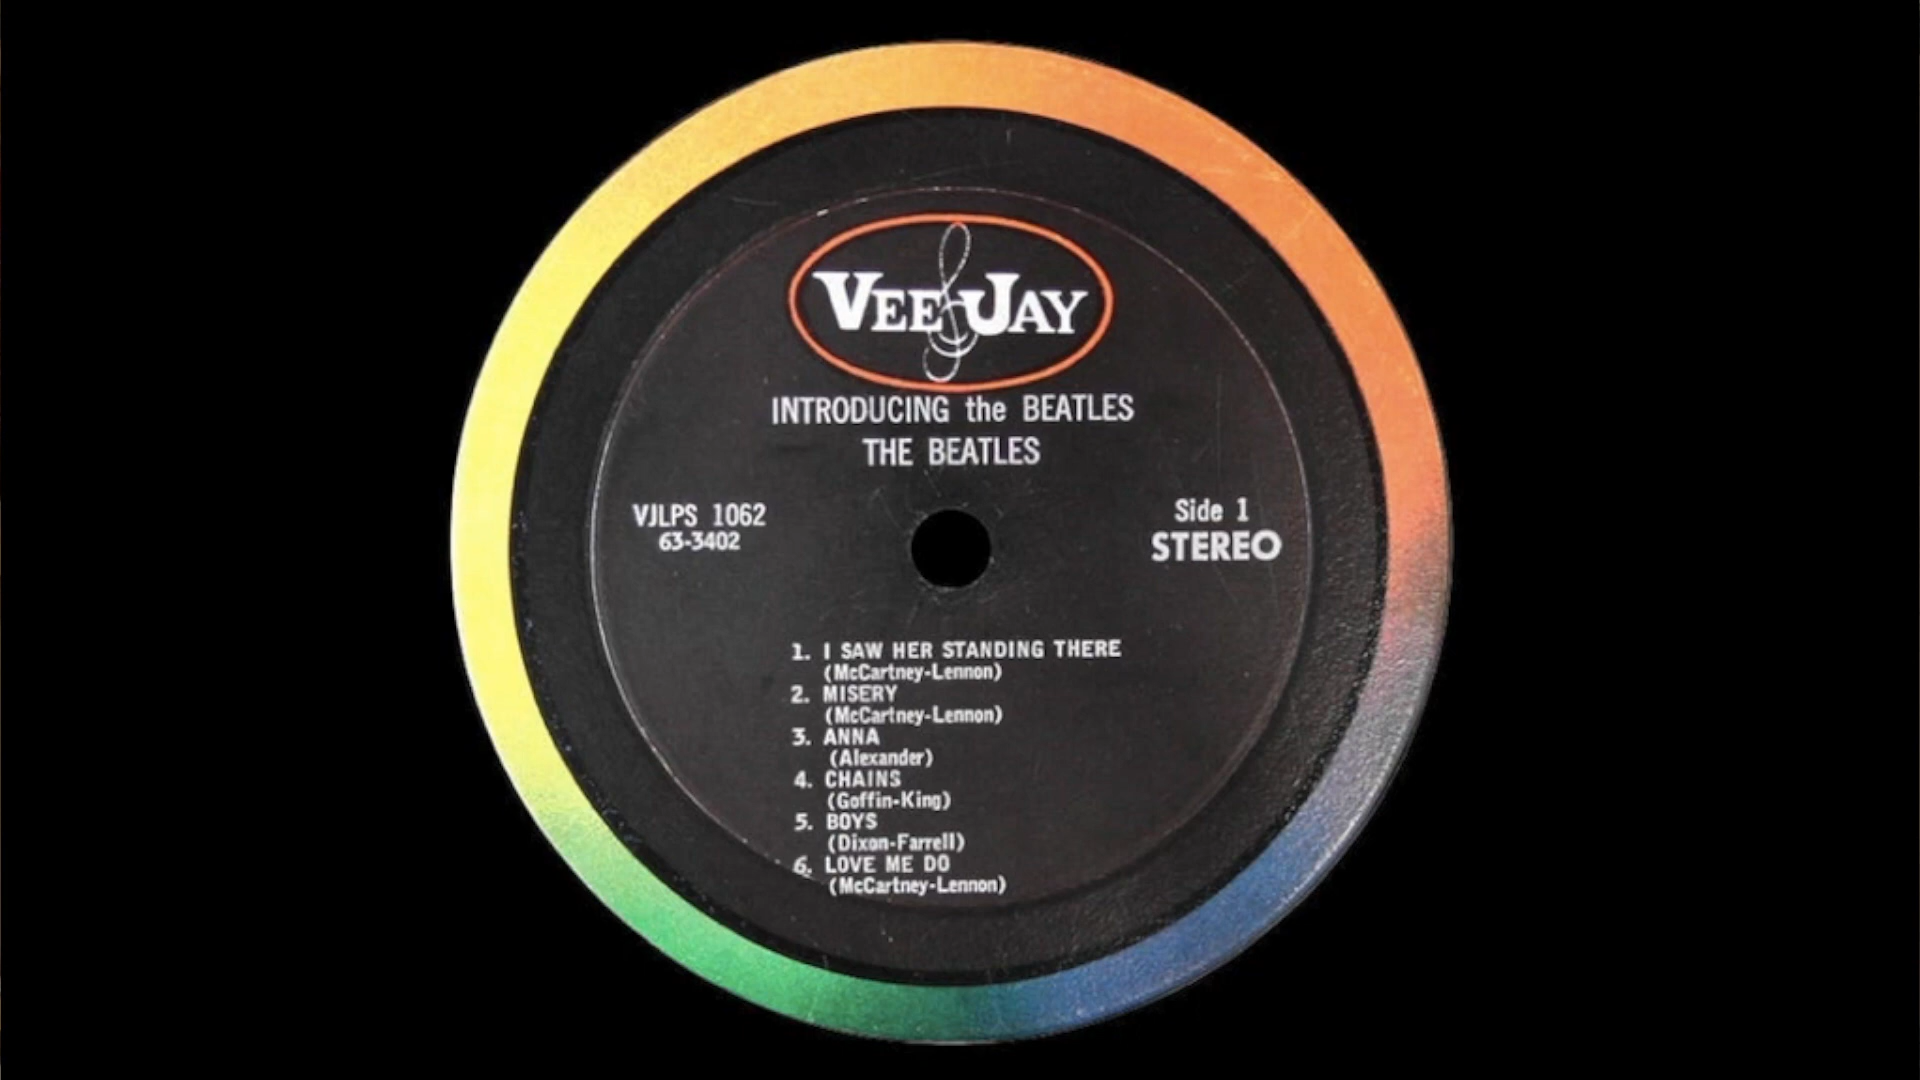 VEE JAY
INTRODUCING the BEATLES
THE BEATLES
VJLPS 1062
63-3402
Side 1
STEREO
1. I SAW HER STANDING THERE
(McCartney-Lennon)
2. MISERY
(McCartney-Lennon)
3. ANNA
(Alexander)
4. CHAINS
(Goffin-King)
5. BOYS
(Dixon-Farrell)
6. LOVE ME DO
(McCartney-Lennon)